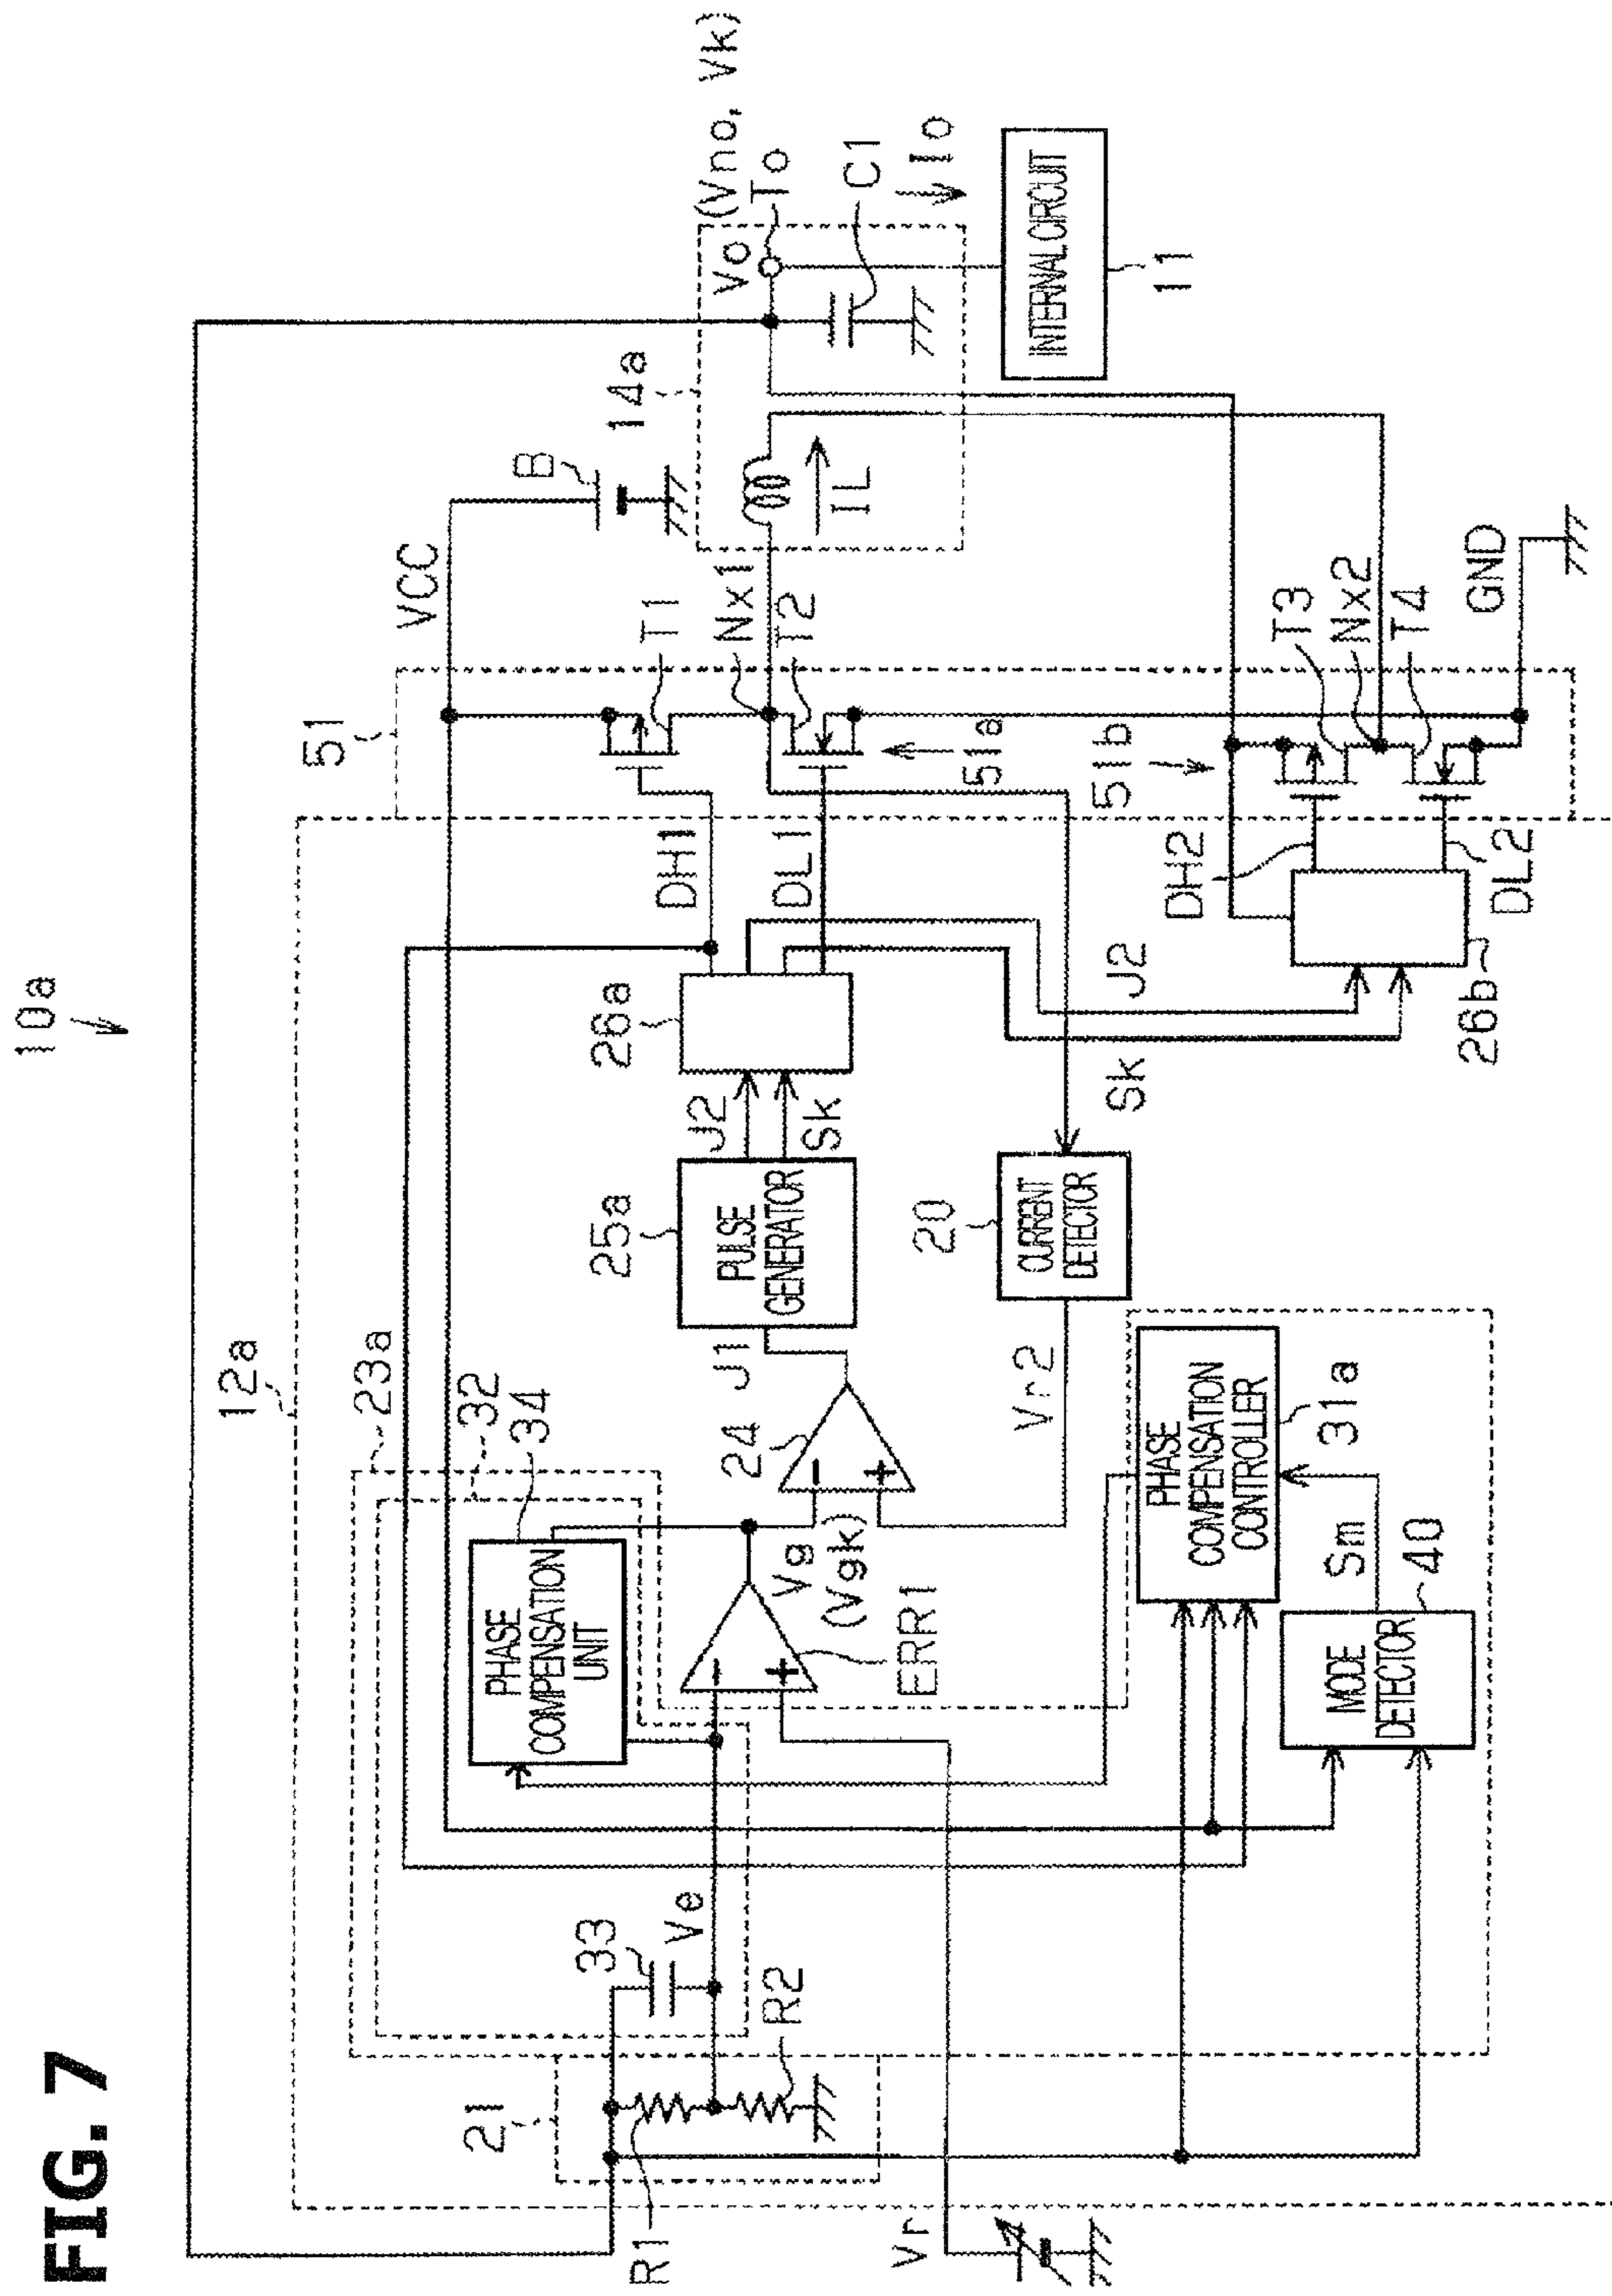 FIG. 7
10a
12a
23a
32
34
PHASE
COMPENSATION
UNIT
21
33
Ve
R1
R2
Vr
ERR1
Vg
(Vgk)
24
J1
25a
PULSE
GENERATOR
J2
Sk
26a
DH1
DL1
51
VCC
B
T1
Nx1
T2
51a
14a
IL
Vo
(Vno, Vk)
To
C1
Io
INTERNAL CIRCUIT
11
20
CURRENT
DETECTOR
Vr2
Sk
J2
PHASE
COMPENSATION
CONTROLLER
31a
Sm
MODE
DETECTOR
40
26b
DH2
DL2
51b
T3
Nx2
T4
GND